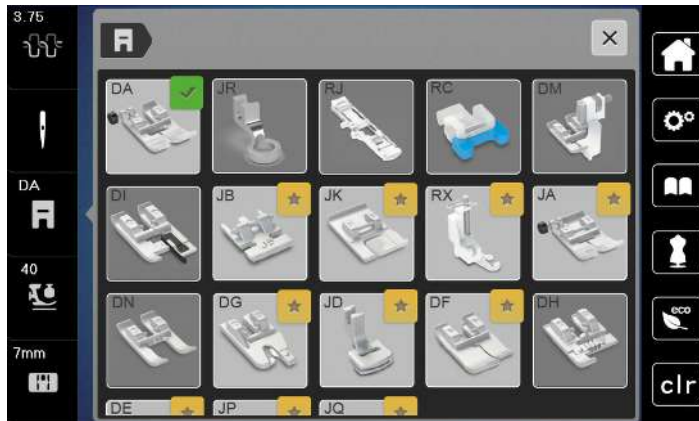 3.75
DA
JR
RJ
RC
DM
DA
DI
JB
JK
RX
JA
40
DN
DG
JD
DF
DH
eco
7mm
clr
DE
JP
JQ